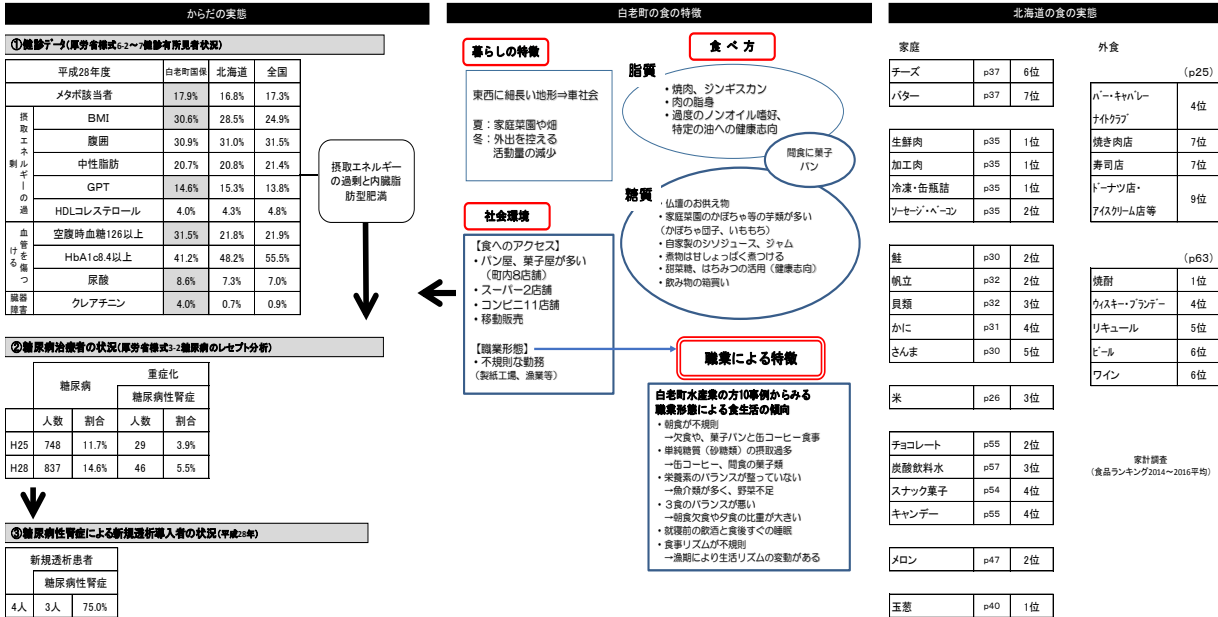 からだの実態
①健診データ(厚労省様式6-2～7健診有所見者状況)
平成28年度 白老町国保 北海道 全国
メタボ該当者 17.9% 16.8% 17.3%
摂取エネルギーの過剰
BMI 30.6% 28.5% 24.9%
腹囲 30.9% 31.0% 31.5%
中性脂肪 20.7% 20.8% 21.4%
GPT 14.6% 15.3% 13.8%
HDLコレステロール 4.0% 4.3% 4.8%
血管を傷つける
空腹時血糖126以上 31.5% 21.8% 21.9%
HbA1c8.4以上 41.2% 48.2% 55.5%
尿酸 8.6% 7.3% 7.0%
臓器障害
クレアチニン 4.0% 0.7% 0.9%
摂取エネルギー
の過剰と内臓脂
肪型肥満
②糖尿病治療者の状況(厚労省様式3-2糖尿病のレセプト分析)
糖尿病 重症化
糖尿病性腎症
人数 割合 人数 割合
H25 748 11.7% 29 3.9%
H28 837 14.6% 46 5.5%
③糖尿病性腎症による新規透析導入者の状況(平成28年)
新規透析患者
糖尿病性腎症
4人 3人 75.0%
白老町の食の特徴
暮らしの特徴
東西に細長い地形⇒車社会
夏：家庭菜園や畑
冬：外出を控える
活動量の減少
社会環境
【食へのアクセス】
・パン屋、菓子屋が多い
（町内8店舗）
・スーパー2店舗
・コンビニ11店舗
・移動販売
【職業形態】
・不規則な勤務
（製紙工場、漁業等）
食べ方
脂質
・焼肉、ジンギスカン
・肉の脂身
・過度のノンオイル嗜好、
特定の油への健康志向
間食に菓子
パン
糖質
・仏壇のお供え物
・家庭菜園のかぼちゃ等の芋類が多い
（かぼちゃ団子、いももち）
・自家製のシソジュース、ジャム
・煮物は甘じょっぱく煮つける
・甜菜糖、はちみつの活用（健康志向）
・飲み物の箱買い
職業による特徴
白老町水産業の方10事例からみる
職業形態による食生活の傾向
・朝食が不規則
→欠食や、菓子パンと缶コーヒー食事
・単純糖質（砂糖類）の摂取過多
→缶コーヒー、間食の菓子類
・栄養素のバランスが整っていない
→魚介類が多く、野菜不足
・３食のバランスが悪い
→朝食欠食や夕食の比重が大きい
・就寝前の飲酒と食後すぐの睡眠
・食事リズムが不規則
→漁期により生活リズムの変動がある
北海道の食の実態
家庭
チーズ p37 6位
バター p37 7位
生鮮肉 p35 1位
加工肉 p35 1位
冷凍・缶瓶詰 p35 1位
ソーセージ・ベーコン p35 2位
鮭 p30 2位
帆立 p32 2位
貝類 p32 3位
かに p31 4位
さんま p30 5位
米 p26 3位
チョコレート p55 2位
炭酸飲料水 p57 3位
スナック菓子 p54 4位
キャンデー p55 4位
メロン p47 2位
玉葱 p40 1位
外食
(p25)
バー・キャバレー
ナイトクラブ 4位
焼き肉店 7位
寿司店 7位
ドーナツ店・
アイスクリーム店等 9位
(p63)
焼酎 1位
ウィスキー・ブランデー 4位
リキュール 5位
ビール 6位
ワイン 6位
家計調査
（食品ランキング2014～2016平均）